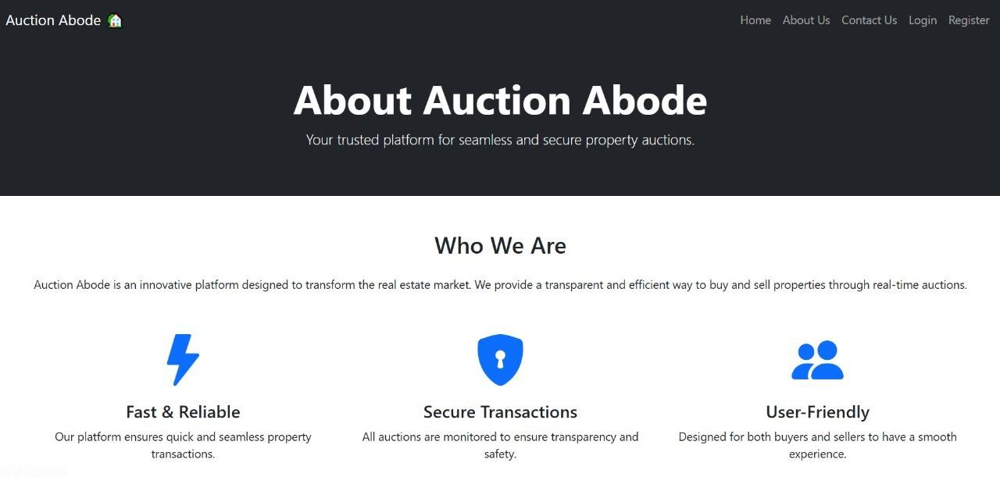 Auction Abode
Home About Us Contact Us Login Register
About Auction Abode
Your trusted platform for seamless and secure property auctions.
Who We Are
Auction Abode is an innovative platform designed to transform the real estate market. We provide a transparent and efficient way to buy and sell properties through real-time auctions.
Fast & Reliable
Our platform ensures quick and seamless property
transactions.
Secure Transactions
All auctions are monitored to ensure transparency and
safety.
User-Friendly
Designed for both buyers and sellers to have a smooth
experience.